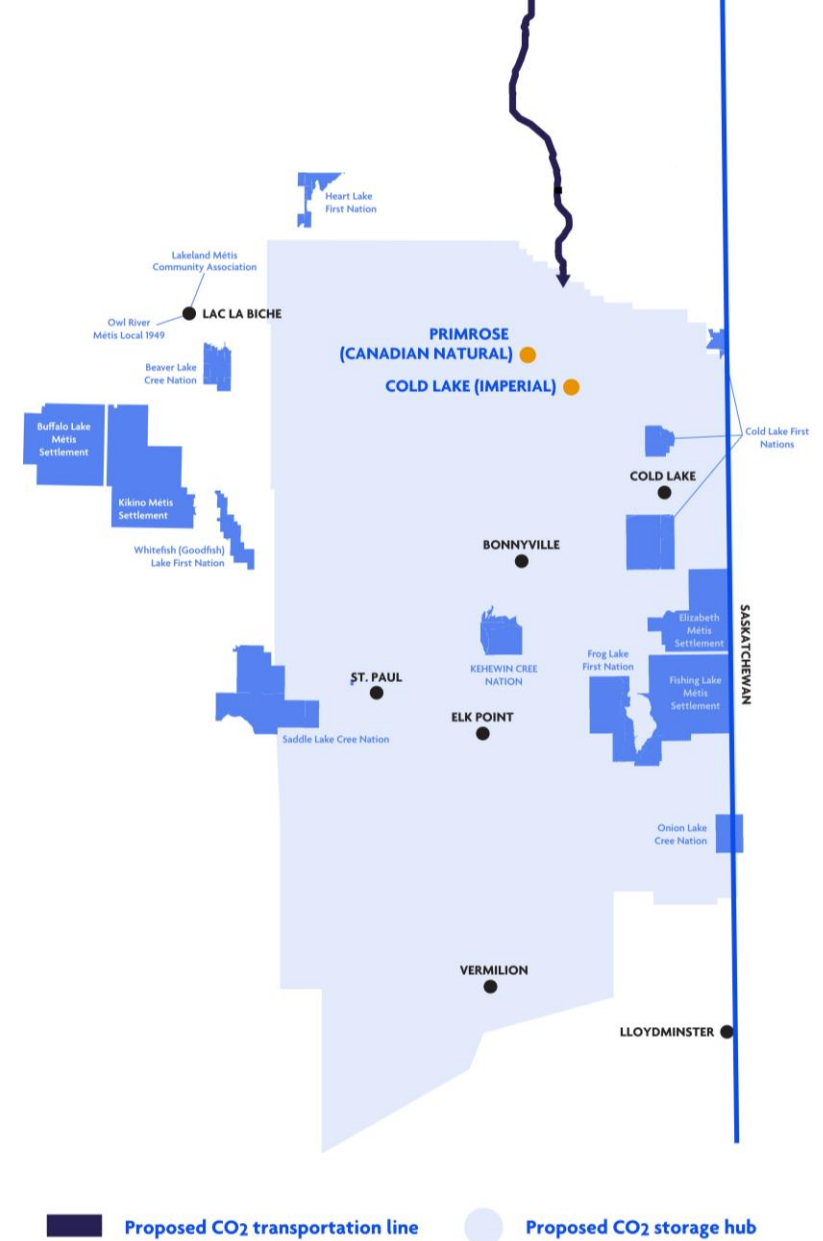 Heart Lake
First Nation
Lakeland Métis
Community Association
LAC LA BICHE
Owl River
Métis Local 1949
PRIMROSE
(CANADIAN NATURAL)
Beaver Lake
Cree Nation
COLD LAKE (IMPERIAL)
Buffalo Lake
Métis
Settlement
Cold Lake First
Nations
COLD LAKE
Kikino Métis
Settlement
BONNYVILLE
Whitefish (Goodfish)
Lake First Nation
Elizabeth
Métis
Settlement
SASKATCHEWAN
Frog Lake
First Nation
KEHEWIN CREE
NATION
ST. PAUL
Fishing Lake
Métis
Settlement
ELK POINT
Saddle Lake Cree Nation
Onion Lake
Cree Nation
VERMILION
LLOYDMINSTER
Proposed CO2 transportation line
Proposed CO2 storage hub